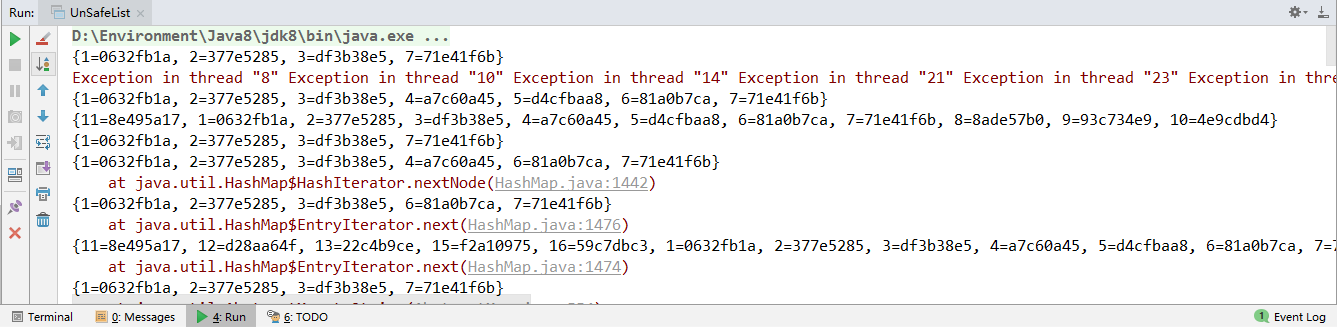 Run: UnSafeList
D:\Environment\Java8\jdk8\bin\java.exe ...
{1=0632fb1a, 2=377e5285, 3=df3b38e5, 7=71e41f6b}
Exception in thread "8" Exception in thread "10" Exception in thread "14" Exception in thread "21" Exception in thread "23" Exception in thre
{1=0632fb1a, 2=377e5285, 3=df3b38e5, 4=a7c60a45, 5=d4cfbaa8, 6=81a0b7ca, 7=71e41f6b}
{11=8e495a17, 1=0632fb1a, 2=377e5285, 3=df3b38e5, 4=a7c60a45, 5=d4cfbaa8, 6=81a0b7ca, 7=71e41f6b, 8=8ade57b0, 9=93c734e9, 10=4e9cdbd4}
{1=0632fb1a, 2=377e5285, 3=df3b38e5, 7=71e41f6b}
{1=0632fb1a, 2=377e5285, 3=df3b38e5, 4=a7c60a45, 6=81a0b7ca, 7=71e41f6b}
at java.util.HashMap$HashIterator.nextNode(HashMap.java:1442)
{1=0632fb1a, 2=377e5285, 3=df3b38e5, 6=81a0b7ca, 7=71e41f6b}
at java.util.HashMap$EntryIterator.next(HashMap.java:1476)
{11=8e495a17, 12=d28aa64f, 13=22c4b9ce, 15=f2a10975, 16=59c7dbc3, 1=0632fb1a, 2=377e5285, 3=df3b38e5, 4=a7c60a45, 5=d4cfbaa8, 6=81a0b7ca, 7=7
at java.util.HashMap$EntryIterator.next(HashMap.java:1474)
{1=0632fb1a, 2=377e5285, 3=df3b38e5, 7=71e41f6b}
Terminal 0: Messages 4: Run 6: TODO 1 Event Log